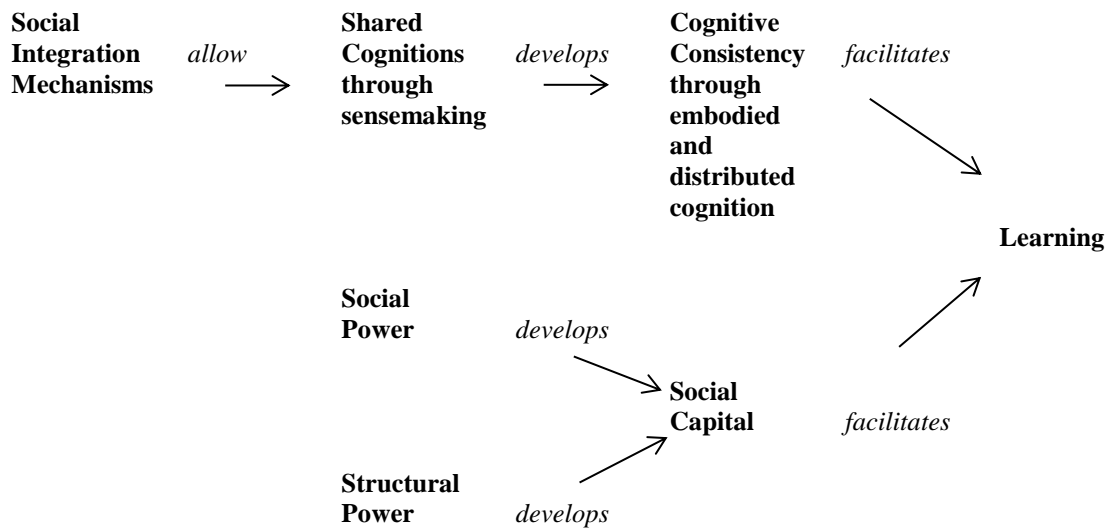 Social
Integration
Mechanisms
allow
Shared
Cognitions
through
sensemaking
develops
Cognitive
Consistency
through
embodied
and
distributed
cognition
facilitates
Learning
Social
Power
develops
Social
Capital
facilitates
Structural
Power
develops